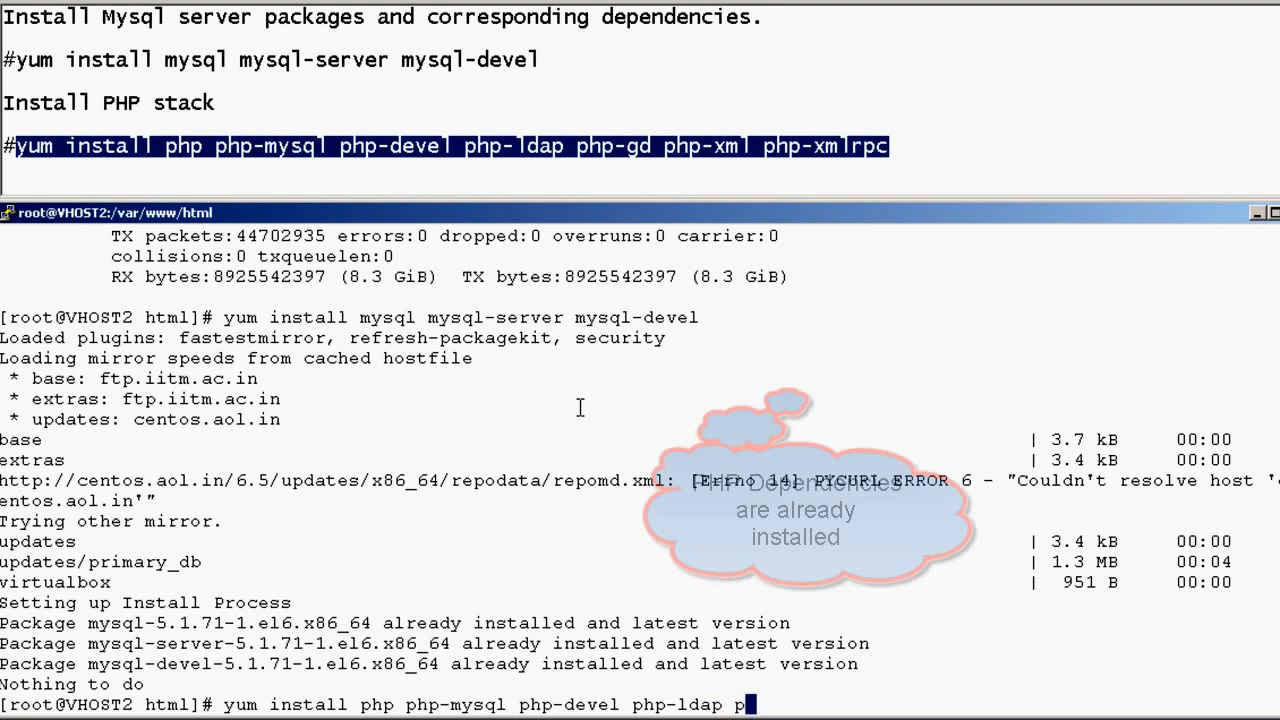 Install Mysql server packages and corresponding dependencies.
#yum install mysql mysql-server mysql-devel
Install PHP stack
#yum install php php-mysql php-devel php-ldap php-gd php-xml php-xmlrpc
root@VHOST2:/var/www/html
TX packets:44702935 errors:0 dropped:0 overruns:0 carrier:0
collisions:0 txqueuelen:0
RX bytes:8925542397 (8.3 GiB)  TX bytes:8925542397 (8.3 GiB)
[root@VHOST2 html]# yum install mysql mysql-server mysql-devel
Loaded plugins: fastestmirror, refresh-packagekit, security
Loading mirror speeds from cached hostfile
* base: ftp.iitm.ac.in
* extras: ftp.iitm.ac.in
* updates: centos.aol.in
base | 3.7 kB 00:00
extras | 3.4 kB 00:00
http://centos.aol.in/6.5/updates/x86_64/repodata/repomd.xml: [Errno 14] PYCURL ERROR 6 - "Couldn't resolve host 'c
entos.aol.in'"
Trying other mirror.
updates | 3.4 kB 00:00
updates/primary_db | 1.3 MB 00:04
virtualbox | 951 B 00:00
Setting up Install Process
Package mysql-5.1.71-1.el6.x86_64 already installed and latest version
Package mysql-server-5.1.71-1.el6.x86_64 already installed and latest version
Package mysql-devel-5.1.71-1.el6.x86_64 already installed and latest version
Nothing to do
[root@VHOST2 html]# yum install php php-mysql php-devel php-ldap p
PHP Dependencies
are already
installed